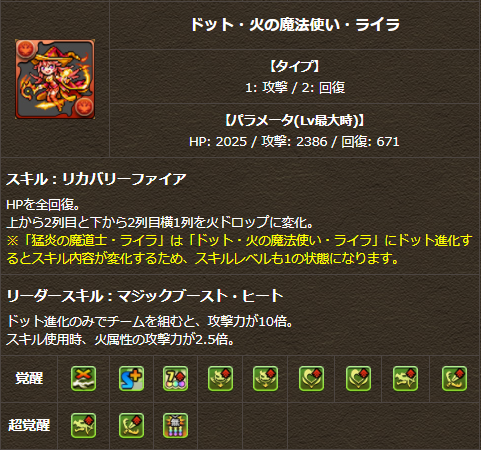 ドット・火の魔法使い・ライラ
【タイプ】
1: 攻撃 / 2: 回復
【パラメータ(Lv最大時)】
HP: 2025 / 攻撃: 2386 / 回復: 671
スキル：リカバリーファイア
HPを全回復。
上から2列目と下から2列目横1列を火ドロップに変化。
※「猛炎の魔道士・ライラ」は「ドット・火の魔法使い・ライラ」にドット進化す
るとスキル内容が変化するため、スキルレベルも1の状態になります。
リーダースキル：マジックブースト・ヒート
ドット進化のみでチームを組むと、攻撃力が10倍。
スキル使用時、火属性の攻撃力が2.5倍。
覚醒
超覚醒